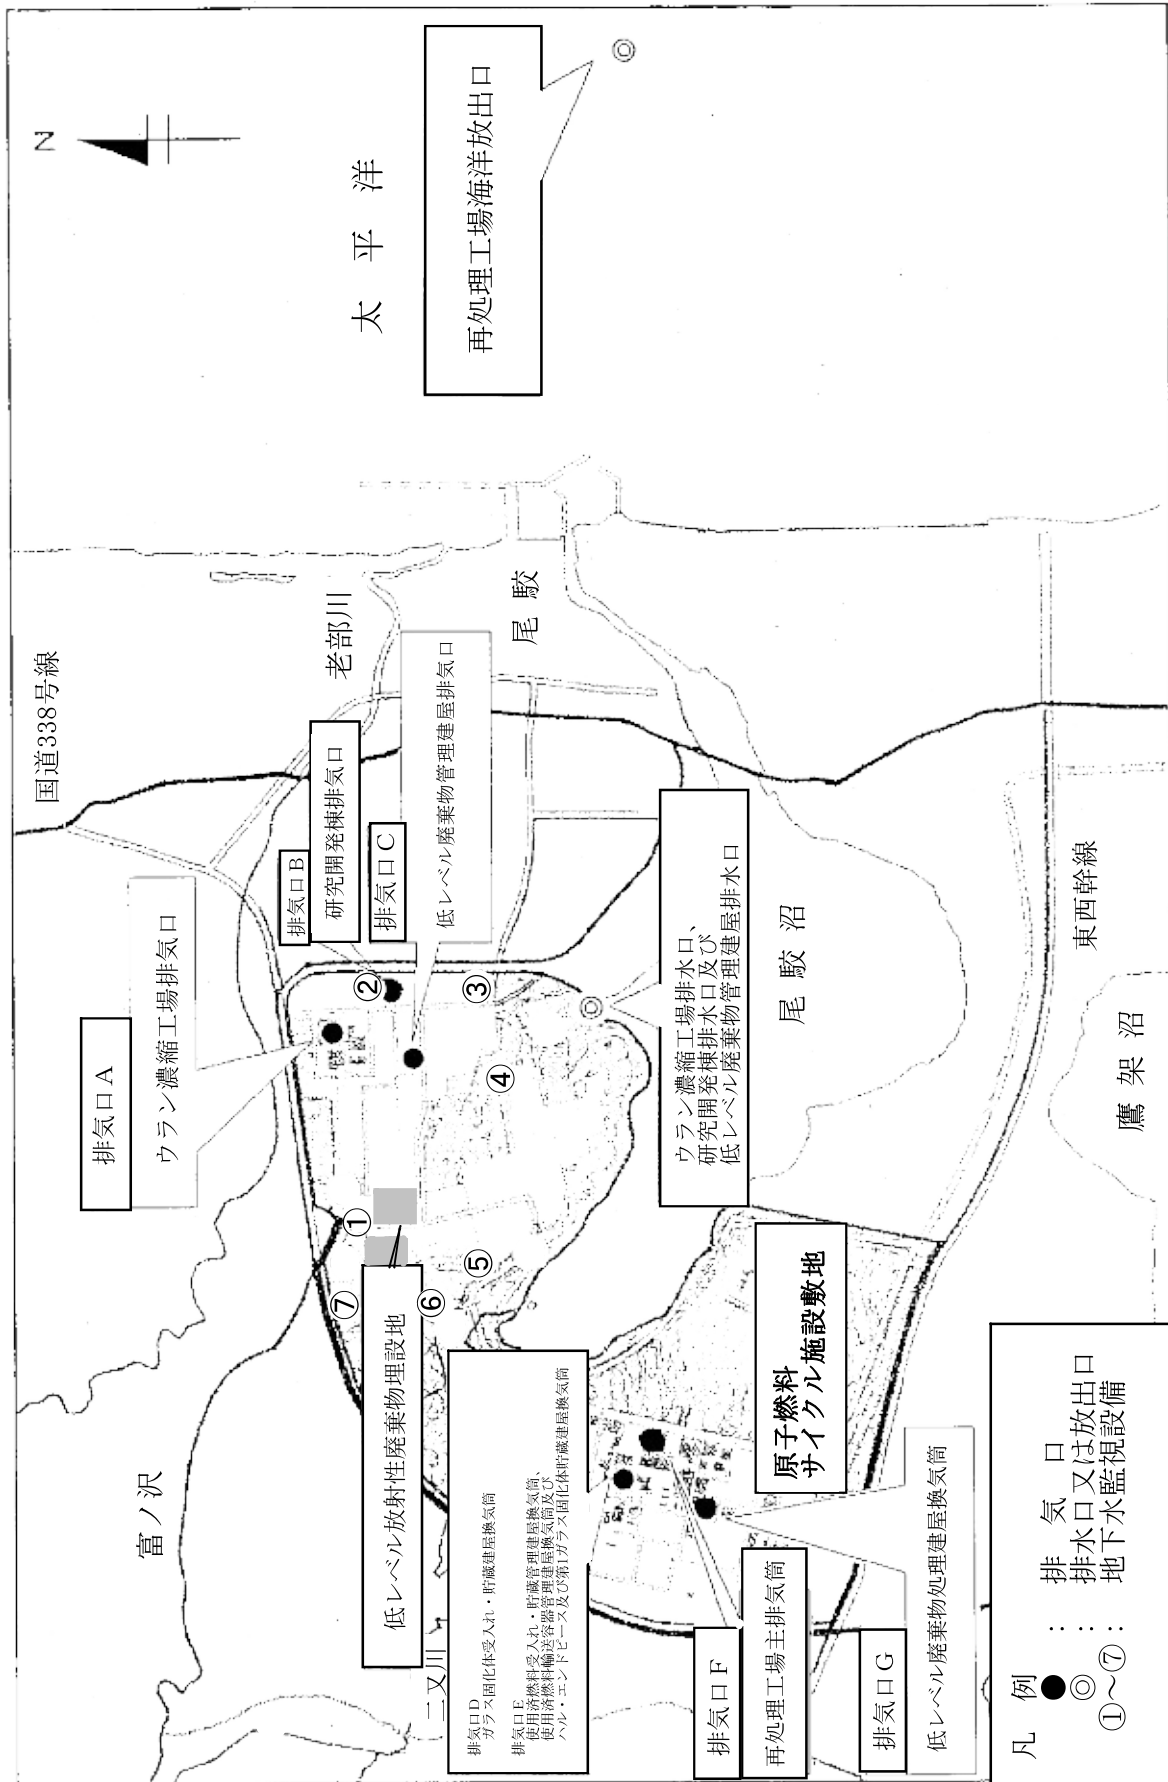 N
太平洋
再処理工場海洋放出口
国道338号線
老部川
尾駮
排気口A
ウラン濃縮工場排気口
排気口B
研究開発棟排気口
排気口C
低レベル廃棄物管理建屋排気口
②
③
④
①
⑤
⑥
⑦
ウラン濃縮工場排水口、
研究開発棟排水口及び
低レベル廃棄物管理建屋排水口
尾駮沼
東西幹線
鷹架沼
富ノ沢
低レベル放射性廃棄物埋設地
二又川
排気口D
ガラス固化体受入れ・貯蔵建屋換気筒
排気口E
使用済燃料受入れ・貯蔵管理建屋換気筒、
使用済燃料輸送容器管理建屋換気筒及び
ハル・エンドピース及び第1ガラス固化体貯蔵建屋換気筒
原子燃料
サイクル施設敷地
排気口F
再処理工場主排気筒
排気口G
低レベル廃棄物処理建屋換気筒
凡例
● : 排気口
◎ : 排水口又は放出口
①～⑦ : 地下水監視設備